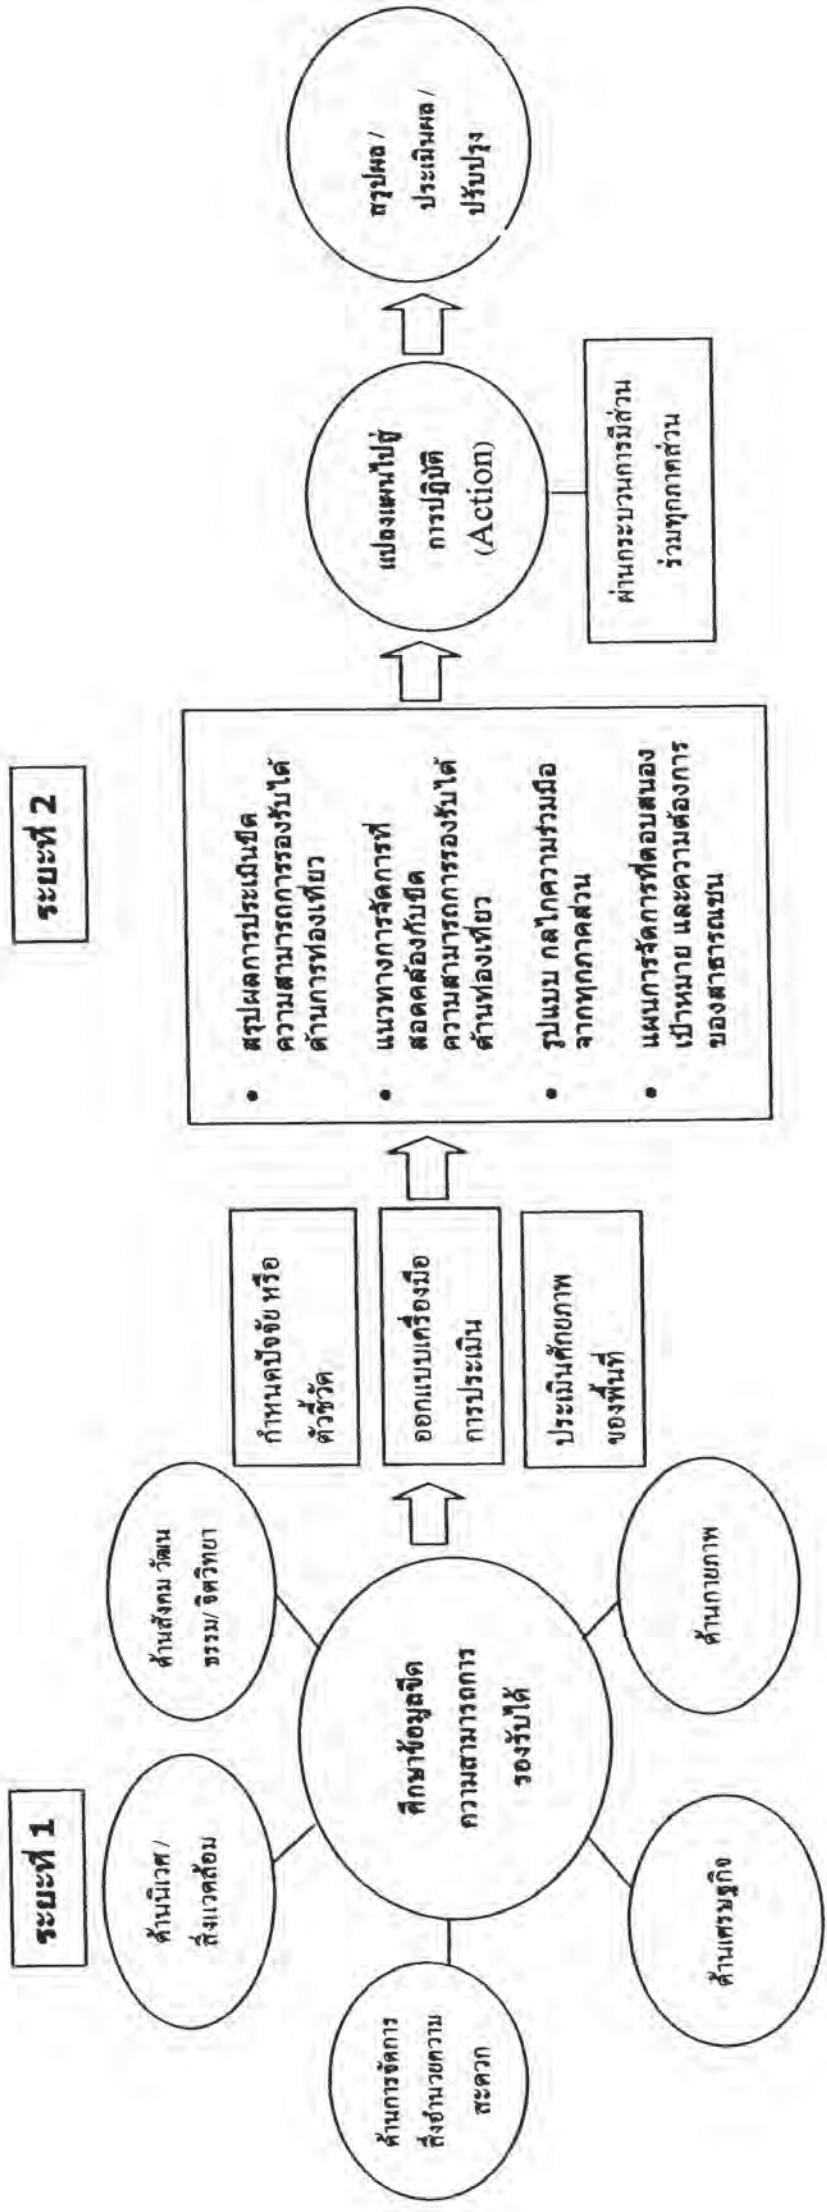 ระยะที่ 1
ระยะที่ 2
ด้านการจัดการ
สิ่งอำนวยความ
สะดวก
ด้านนิเวศ /
สิ่งแวดล้อม
ด้านสังคม วัฒน
ธรรม/ จิตวิทยา
ศึกษาข้อมูลขีด
ความสามารถการ
รองรับได้
ด้านเศรษฐกิจ
ด้านกายภาพ
กำหนดปัจจัย หรือ
ตัวชี้วัด
ออกแบบเครื่องมือ
การประเมิน
ประเมินศักยภาพ
ของพื้นที่
• สรุปผลการประเมินขีด
ความสามารถการรองรับได้
ด้านการท่องเที่ยว
• แนวทางการจัดการที่
สอดคล้องกับขีด
ความสามารถการรองรับได้
ด้านท่องเที่ยว
• รูปแบบ กลไกความร่วมมือ
จากทุกภาคส่วน
• แผนการจัดการที่ตอบสนอง
เป้าหมาย และความต้องการ
ของสาธารณชน
แปลงแผนไปสู่
การปฏิบัติ
(Action)
ผ่านกระบวนการมีส่วน
ร่วมทุกภาคส่วน
สรุปผล /
ประเมินผล /
ปรับปรุง